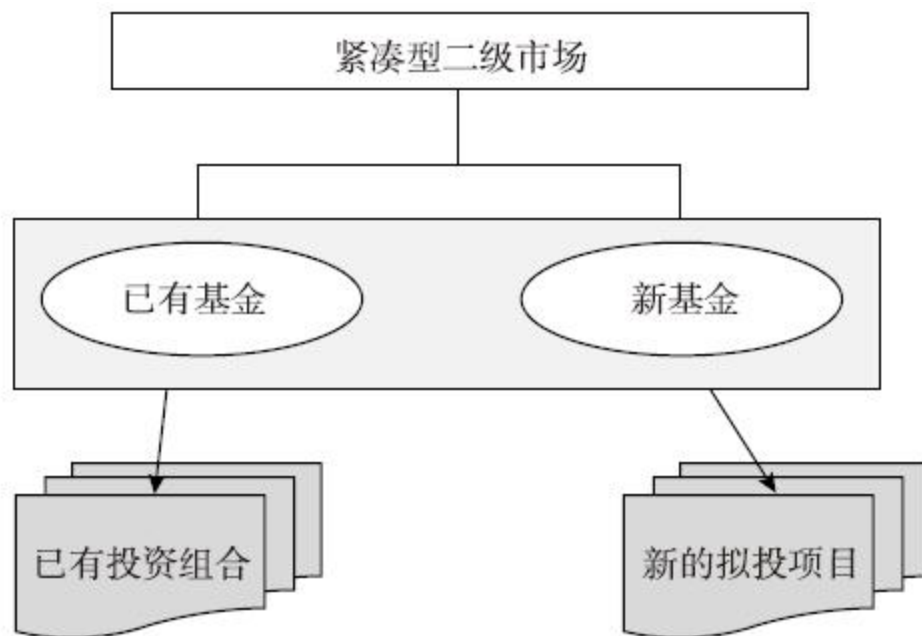 紧凑型二级市场
已有基金
新基金
已有投资组合
新的拟投项目